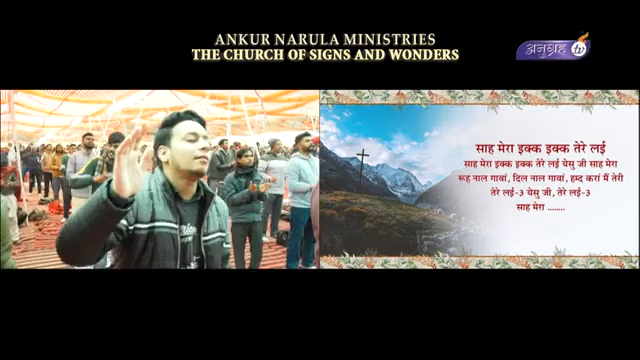 ANKUR NARULA MINISTRIES
THE CHURCH OF SIGNS AND WONDERS
अनुग्रह tv
साह मेरा इक्क इक्क तेरे लई
साह मेरा इक्क इक्क तेरे लई येसु जी साह मेरा
रूह नाल गावां, दिल नाल गावां, हम्द करां मैं तेरी
तेरे लई-3 येसु जी, तेरे लई-3
साह मेरा ........